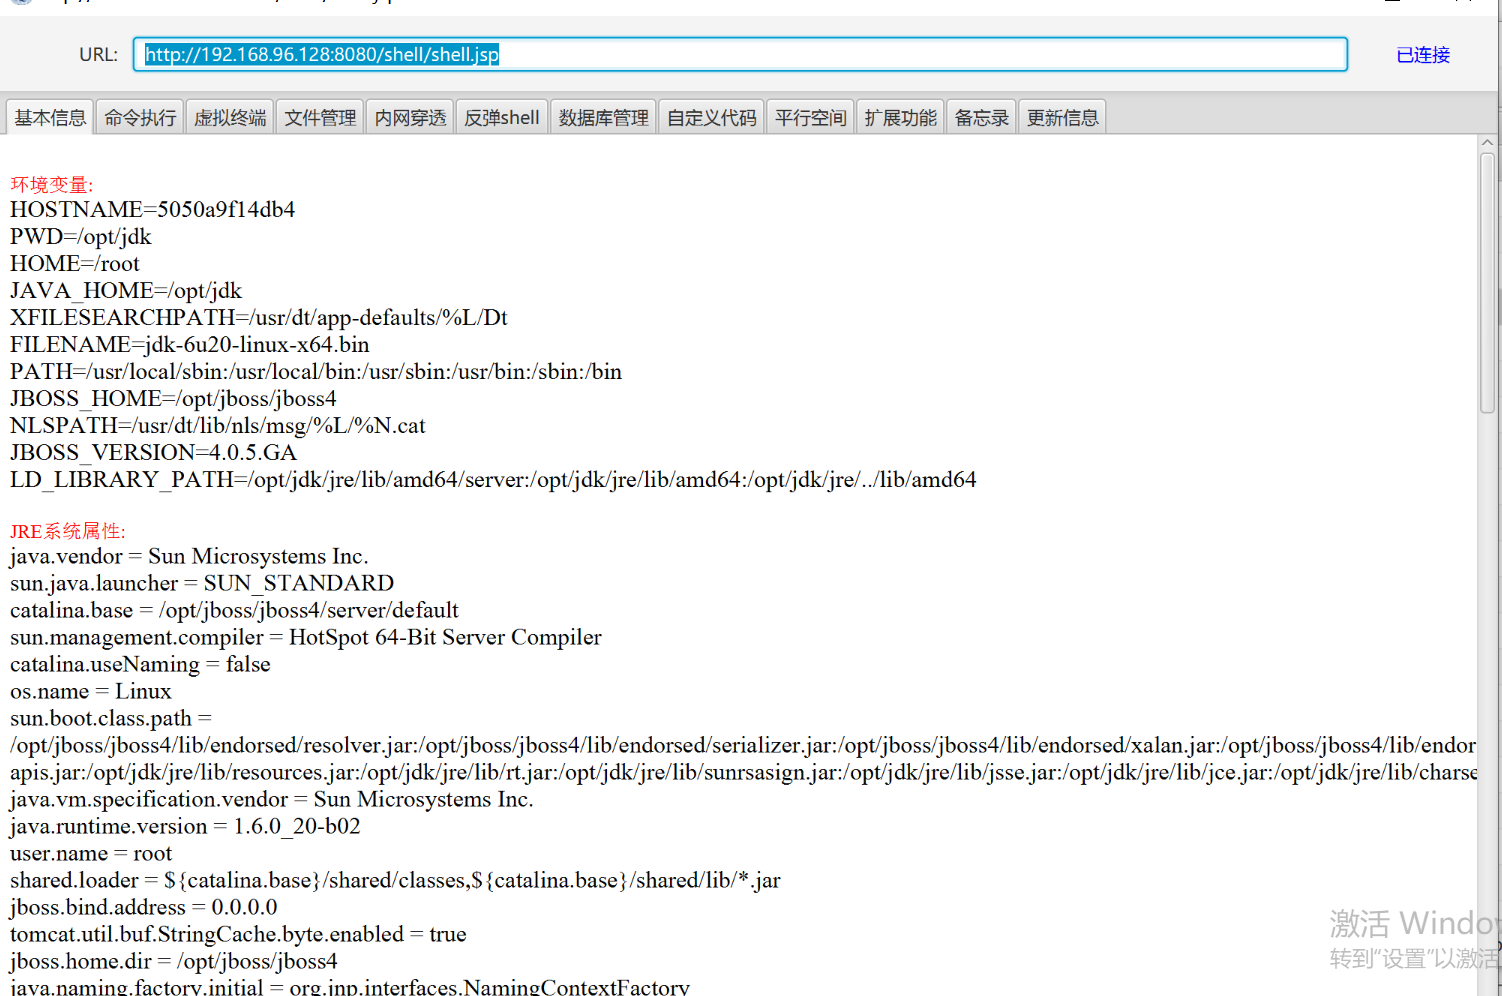 URL: http://192.168.96.128:8080/shell/shell.jsp 已连接
基本信息 命令执行 虚拟终端 文件管理 内网穿透 反弹shell 数据库管理 自定义代码 平行空间 扩展功能 备忘录 更新信息
环境变量:
HOSTNAME=5050a9f14db4
PWD=/opt/jdk
HOME=/root
JAVA_HOME=/opt/jdk
XFILESEARCHPATH=/usr/dt/app-defaults/%L/Dt
FILENAME=jdk-6u20-linux-x64.bin
PATH=/usr/local/sbin:/usr/local/bin:/usr/sbin:/usr/bin:/sbin:/bin
JBOSS_HOME=/opt/jboss/jboss4
NLSPATH=/usr/dt/lib/nls/msg/%L/%N.cat
JBOSS_VERSION=4.0.5.GA
LD_LIBRARY_PATH=/opt/jdk/jre/lib/amd64/server:/opt/jdk/jre/lib/amd64:/opt/jdk/jre/../lib/amd64
JRE系统属性:
java.vendor = Sun Microsystems Inc.
sun.java.launcher = SUN_STANDARD
catalina.base = /opt/jboss/jboss4/server/default
sun.management.compiler = HotSpot 64-Bit Server Compiler
catalina.useNaming = false
os.name = Linux
sun.boot.class.path =
/opt/jboss/jboss4/lib/endorsed/resolver.jar:/opt/jboss/jboss4/lib/endorsed/serializer.jar:/opt/jboss/jboss4/lib/endorsed/xalan.jar:/opt/jboss/jboss4/lib/endor
apis.jar:/opt/jdk/jre/lib/resources.jar:/opt/jdk/jre/lib/rt.jar:/opt/jdk/jre/lib/sunrsasign.jar:/opt/jdk/jre/lib/jsse.jar:/opt/jdk/jre/lib/jce.jar:/opt/jdk/jre/lib/charse
java.vm.specification.vendor = Sun Microsystems Inc.
java.runtime.version = 1.6.0_20-b02
user.name = root
shared.loader = ${catalina.base}/shared/classes,${catalina.base}/shared/lib/*.jar
jboss.bind.address = 0.0.0.0
tomcat.util.buf.StringCache.byte.enabled = true
jboss.home.dir = /opt/jboss/jboss4
java.naming.factory.initial = org.jnp.interfaces.NamingContextFactory
激活 Windo
转到“设置”以激活